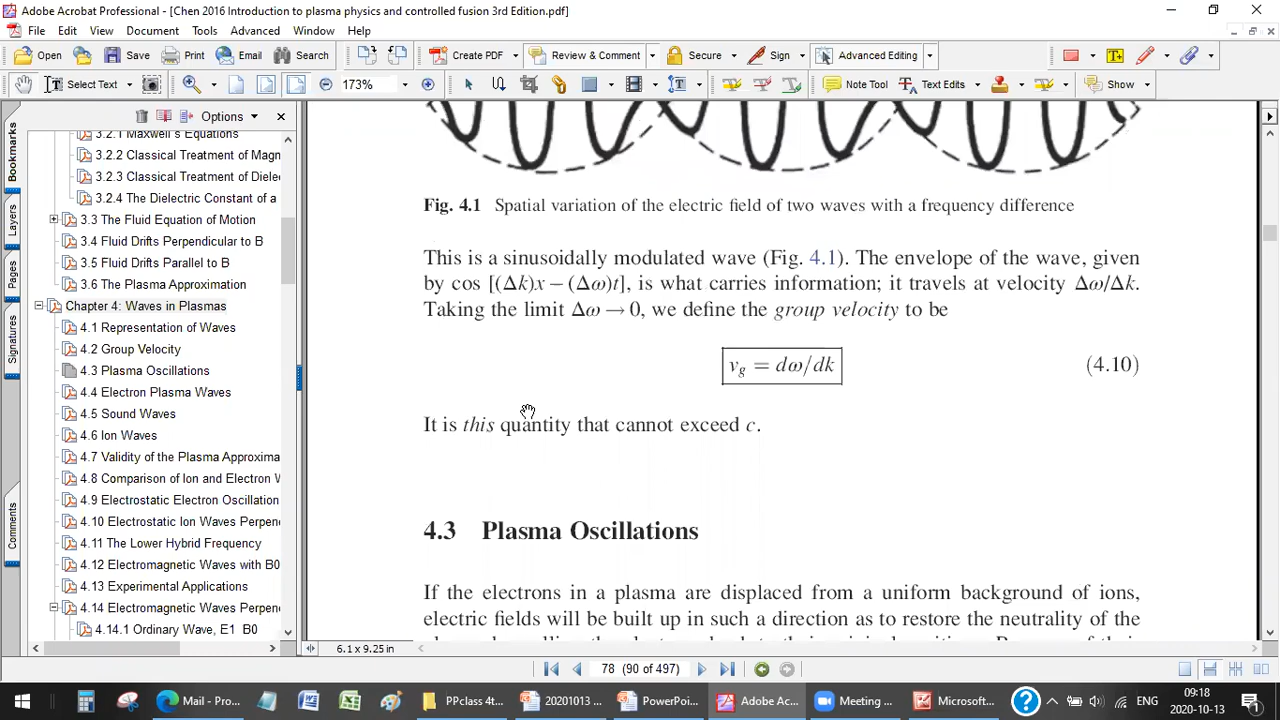 Adobe Acrobat Professional - [Chen 2016 Introduction to plasma physics and controlled fusion 3rd Edition.pdf]
File Edit View Document Tools Advanced Window Help
Open Save Print Email Search Create PDF Review & Comment Secure Sign Advanced Editing
Select Text 173% Note Tool Text Edits Show
Options
Bookmarks
Layers
Pages
Signatures
Comments
3.2.1 Maxwell's Equations
3.2.2 Classical Treatment of Magn
3.2.3 Classical Treatment of Diele
3.2.4 The Dielectric Constant of a
3.3 The Fluid Equation of Motion
3.4 Fluid Drifts Perpendicular to B
3.5 Fluid Drifts Parallel to B
3.6 The Plasma Approximation
Chapter 4: Waves in Plasmas
4.1 Representation of Waves
4.2 Group Velocity
4.3 Plasma Oscillations
4.4 Electron Plasma Waves
4.5 Sound Waves
4.6 Ion Waves
4.7 Validity of the Plasma Approxima
4.8 Comparison of Ion and Electron W
4.9 Electrostatic Electron Oscillation
4.10 Electrostatic Ion Waves Perpen
4.11 The Lower Hybrid Frequency
4.12 Electromagnetic Waves with B0
4.13 Experimental Applications
4.14 Electromagnetic Waves Perpen
4.14.1 Ordinary Wave, E1 B0
Fig. 4.1 Spatial variation of the electric field of two waves with a frequency difference
This is a sinusoidally modulated wave (Fig. 4.1). The envelope of the wave, given
by cos [(Δk)x − (Δω)t], is what carries information; it travels at velocity Δω/Δk.
Taking the limit Δω → 0, we define the group velocity to be
v_g = dω/dk (4.10)
It is this quantity that cannot exceed c.
4.3 Plasma Oscillations
If the electrons in a plasma are displaced from a uniform background of ions,
electric fields will be built up in such a direction as to restore the neutrality of the
6.1 x 9.25 in
78 (90 of 497)
Mail - Pro... PPclass 4t... 20201013 ... PowerPoi... Adobe Ac... Meeting ... Microsoft... ENG
09:18
2020-10-13